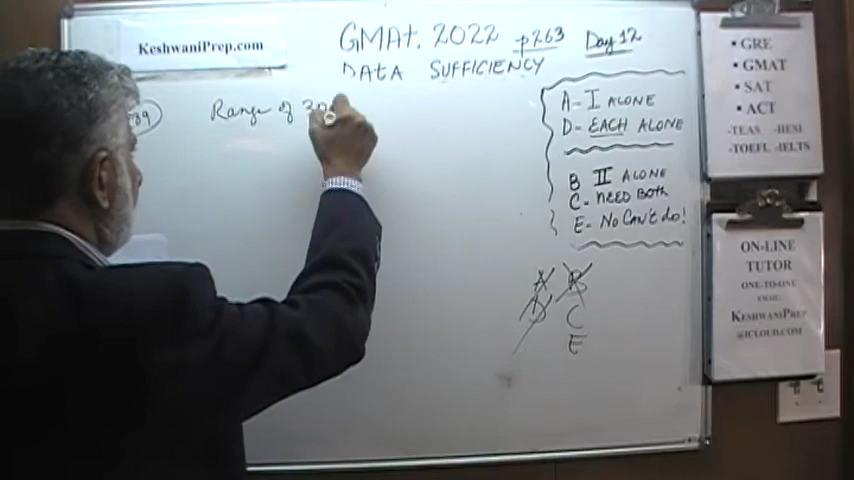 KeshwaniPrep.com
GMAT. 2022 p263 Day 12
DATA SUFFICIENCY
Range of
A- I ALONE
D- EACH ALONE
B II ALONE
C- NEED BOTH
E- No CAN'T do!
A B
D C
E
• GRE
• GMAT
• SAT
• ACT
-TEAS -HESI
-TOEFL -IELTS
ON-LINE
TUTOR
ONE-TO-ONE
EMAIL:
KESHWANIPREP
@ICLOUD.COM